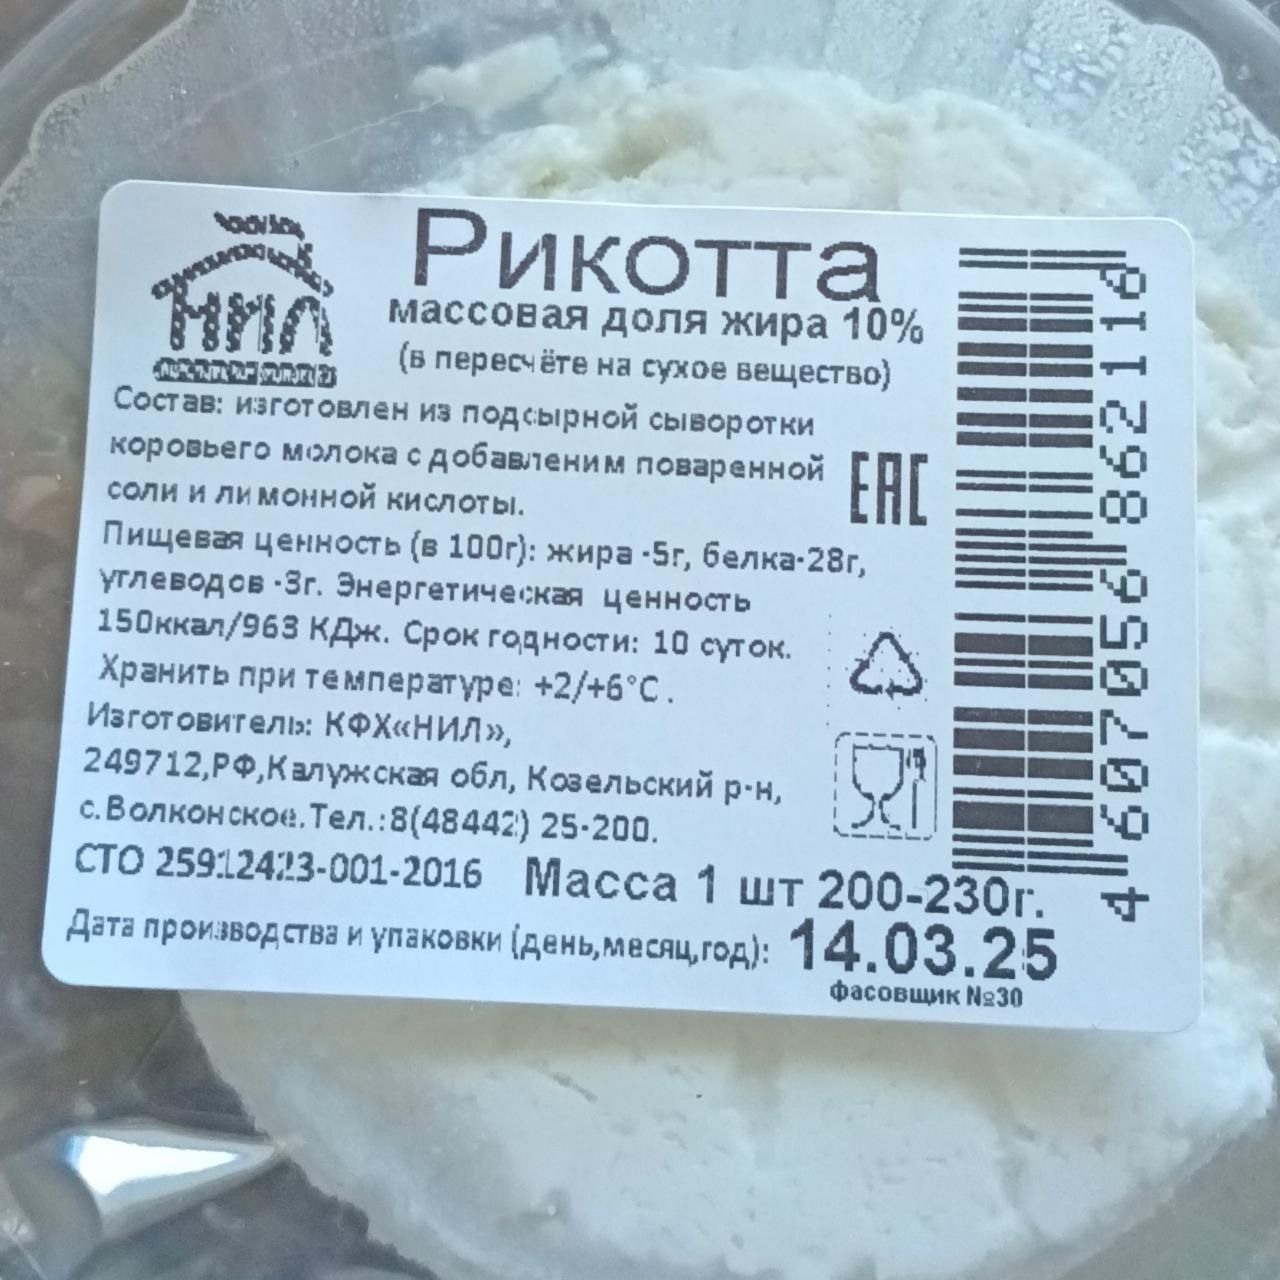 НИЛ
Рикотта
массовая доля жира 10%
(в пересчёте на сухое вещество)
Состав: изготовлен из подсырной сыворотки
коровьего молока с добавленим поваренной
соли и лимонной кислоты.
ЕАС
Пищевая ценность (в 100г): жира -5г, белка-28г,
углеводов -3г. Энергетическая ценность
150ккал/963 КДж. Срок годности: 10 суток.
Хранить при температуре: +2/+6°С.
Изготовитель: КФХ«НИЛ»,
249712,РФ,Калужская обл, Козельский р-н,
с.Волконское.Тел.:8(48442) 25-200.
СТО 25912423-001-2016 Масса 1 шт 200-230г.
Дата производства и упаковки (день,месяц,год): 14.03.25
фасовщик №30
4 607056 862116